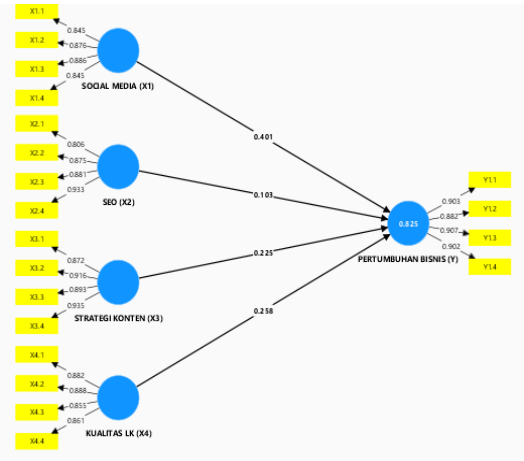 X1.1
0.845
X1.2
0.876
X1.3
0.886
0.845
X1.4
SOCIAL MEDIA (X1)
X2.1
0.806
X2.2
0.875
X2.3
0.881
0.933
X2.4
SEO (X2)
X3.1
0.872
X3.2
0.916
X3.3
0.893
0.935
X3.4
STRATEGI KONTEN (X3)
X4.1
0.882
X4.2
0.888
X4.3
0.855
0.861
X4.4
KUALITAS LK (X4)
0.401
0.103
0.225
0.258
0.825
PERTUMBUHAN BISNIS (Y)
Y1.1
0.903
Y1.2
0.882
Y1.3
0.907
0.902
Y1.4